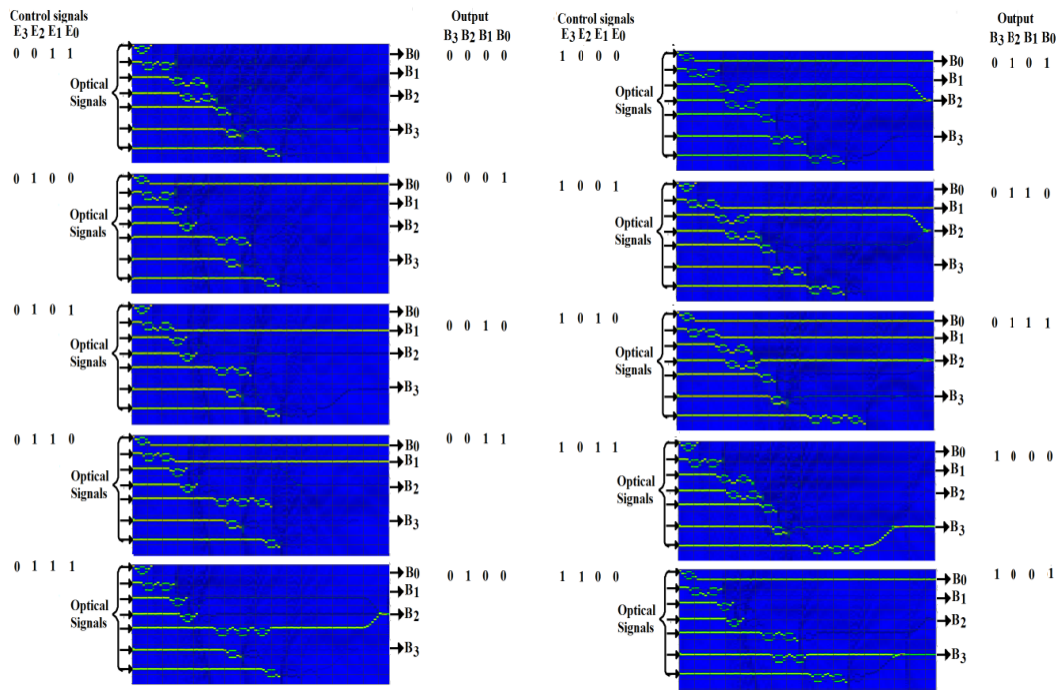 Control signals
E3 E2 E1 E0
Output
B3 B2 B1 B0
0 0 1 1
Optical
Signals
B0
B1
B2
B3
0 0 0 0
0 1 0 0
Optical
Signals
B0
B1
B2
B3
0 0 0 1
0 1 0 1
Optical
Signals
B0
B1
B2
B3
0 0 1 0
0 1 1 0
Optical
Signals
B0
B1
B2
B3
0 0 1 1
0 1 1 1
Optical
Signals
B0
B1
B2
B3
0 1 0 0
Control signals
E3 E2 E1 E0
Output
B3 B2 B1 B0
1 0 0 0
Optical
Signals
B0
B1
B2
B3
0 1 0 1
1 0 0 1
Optical
Signals
B0
B1
B2
B3
0 1 1 0
1 0 1 0
Optical
Signals
B0
B1
B2
B3
0 1 1 1
1 0 1 1
Optical
Signals
B0
B1
B2
B3
1 0 0 0
1 1 0 0
Optical
Signals
B0
B1
B2
B3
1 0 0 1